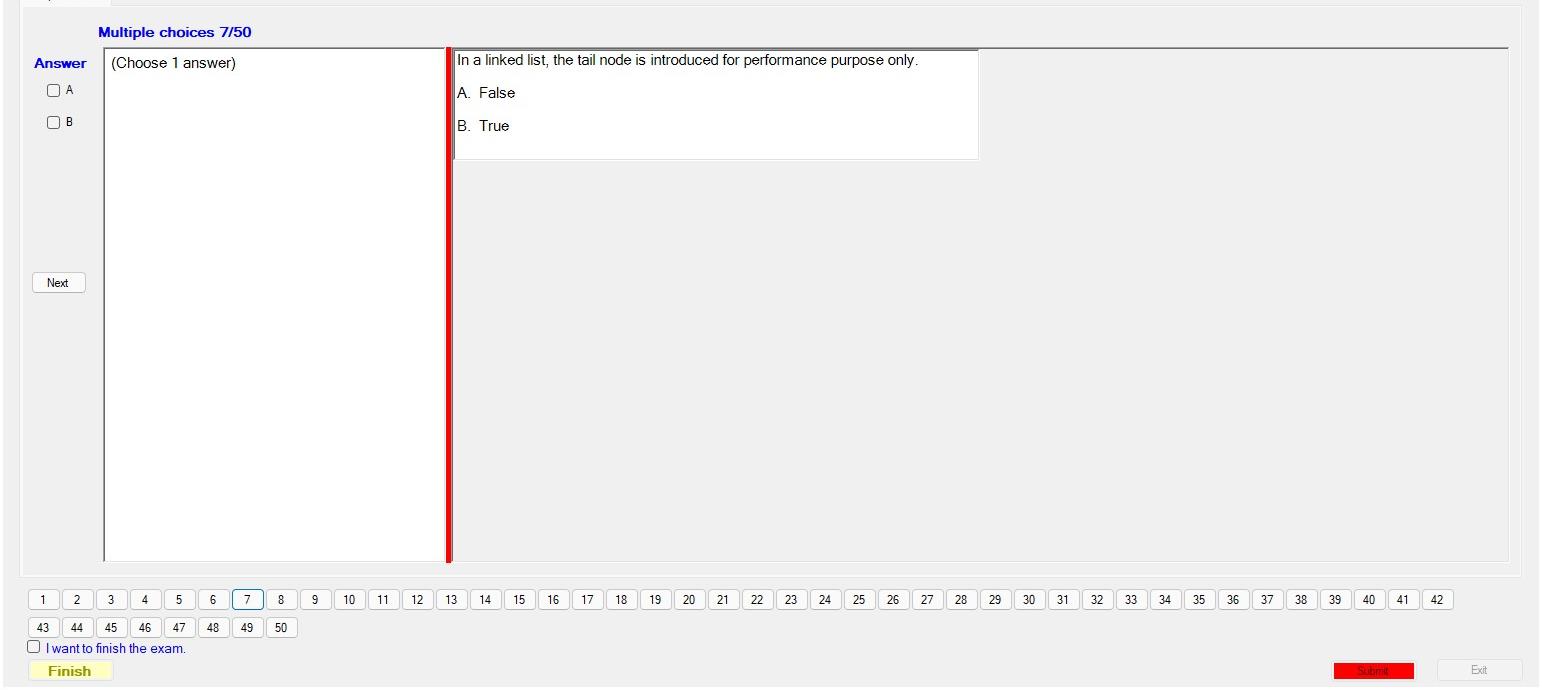 Multiple choices 7/50
Answer
(Choose 1 answer)
In a linked list, the tail node is introduced for performance purpose only.
A
A. False
B
B. True
Next
1 2 3 4 5 6 7 8 9 10 11 12 13 14 15 16 17 18 19 20 21 22 23 24 25 26 27 28 29 30 31 32 33 34 35 36 37 38 39 40 41 42
43 44 45 46 47 48 49 50
I want to finish the exam.
Finish
Submit
Exit